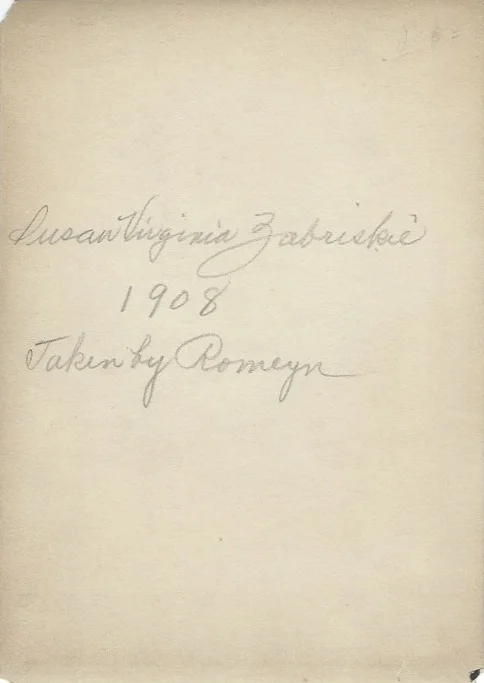 Susan Virginia Zabriskie
1908
Taken by Romeyn